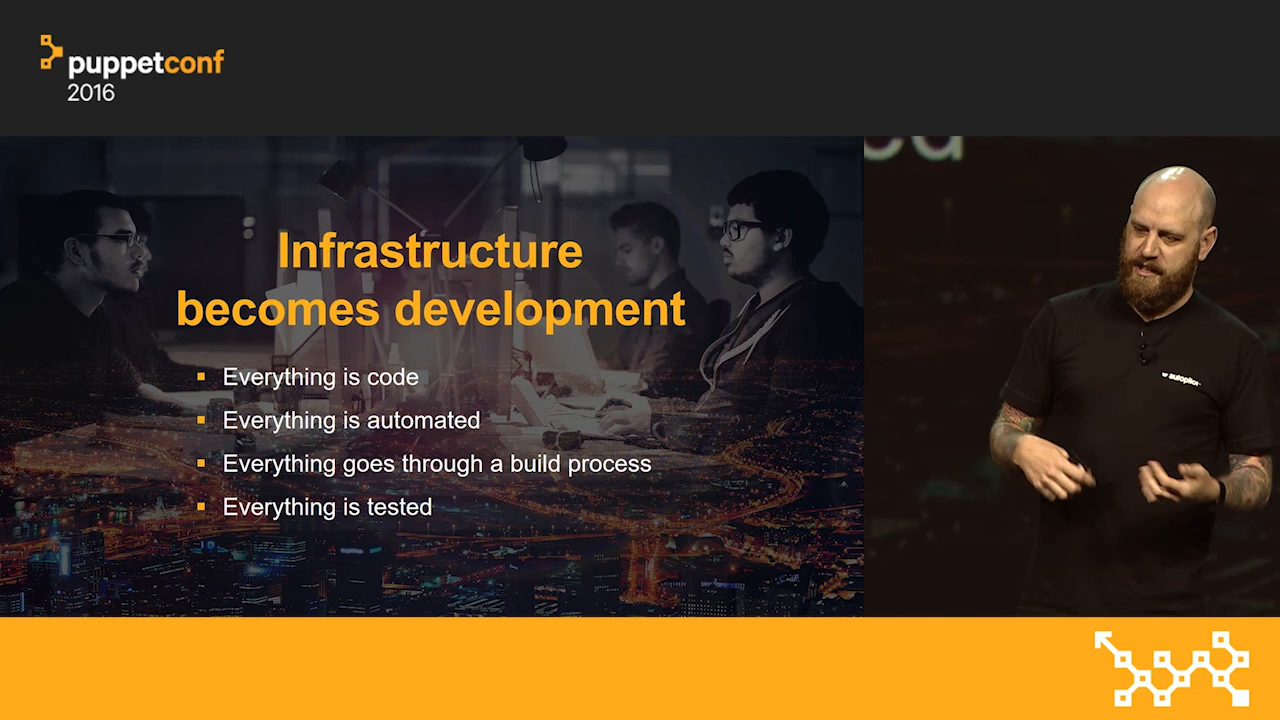 puppetconf
2016
Infrastructure
becomes development
Everything is code
Everything is automated
Everything goes through a build process
Everything is tested
autopilot